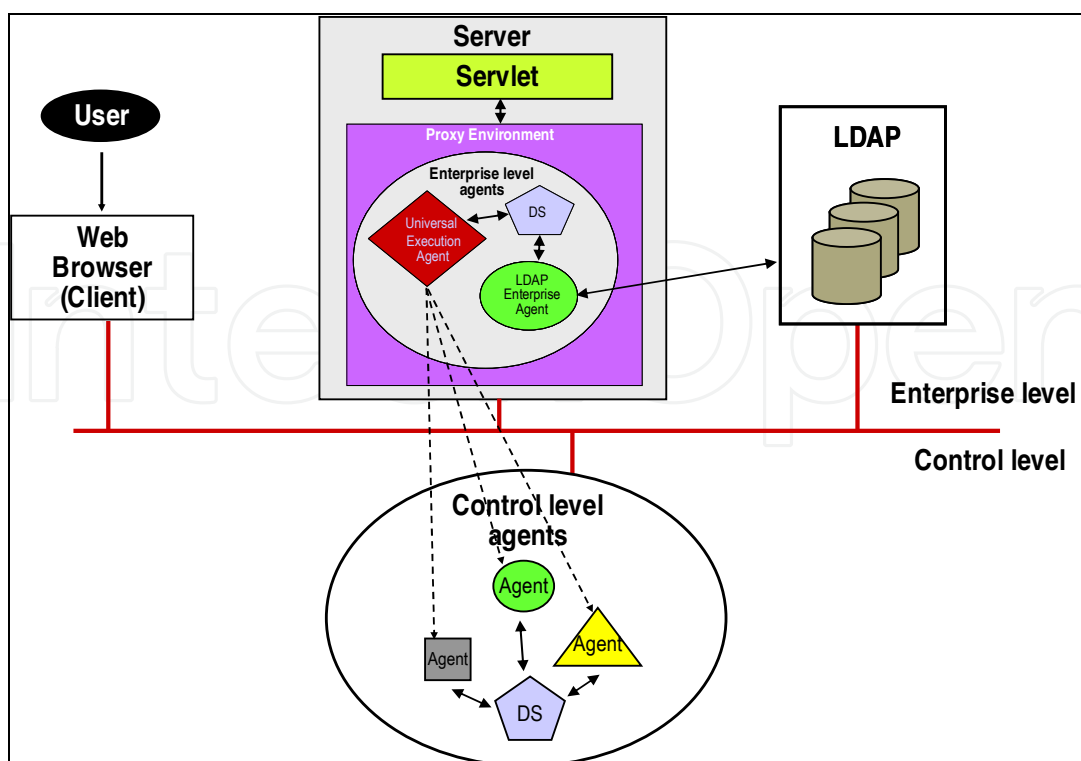 Server
Servlet
User
Proxy Environment
LDAP
Enterprise level
agents
DS
Universal
Execution
Agent
Web
Browser
(Client)
LDAP
Enterprise
Agent
Enterprise level
Control level
Control level
agents
Agent
Agent
Agent
DS